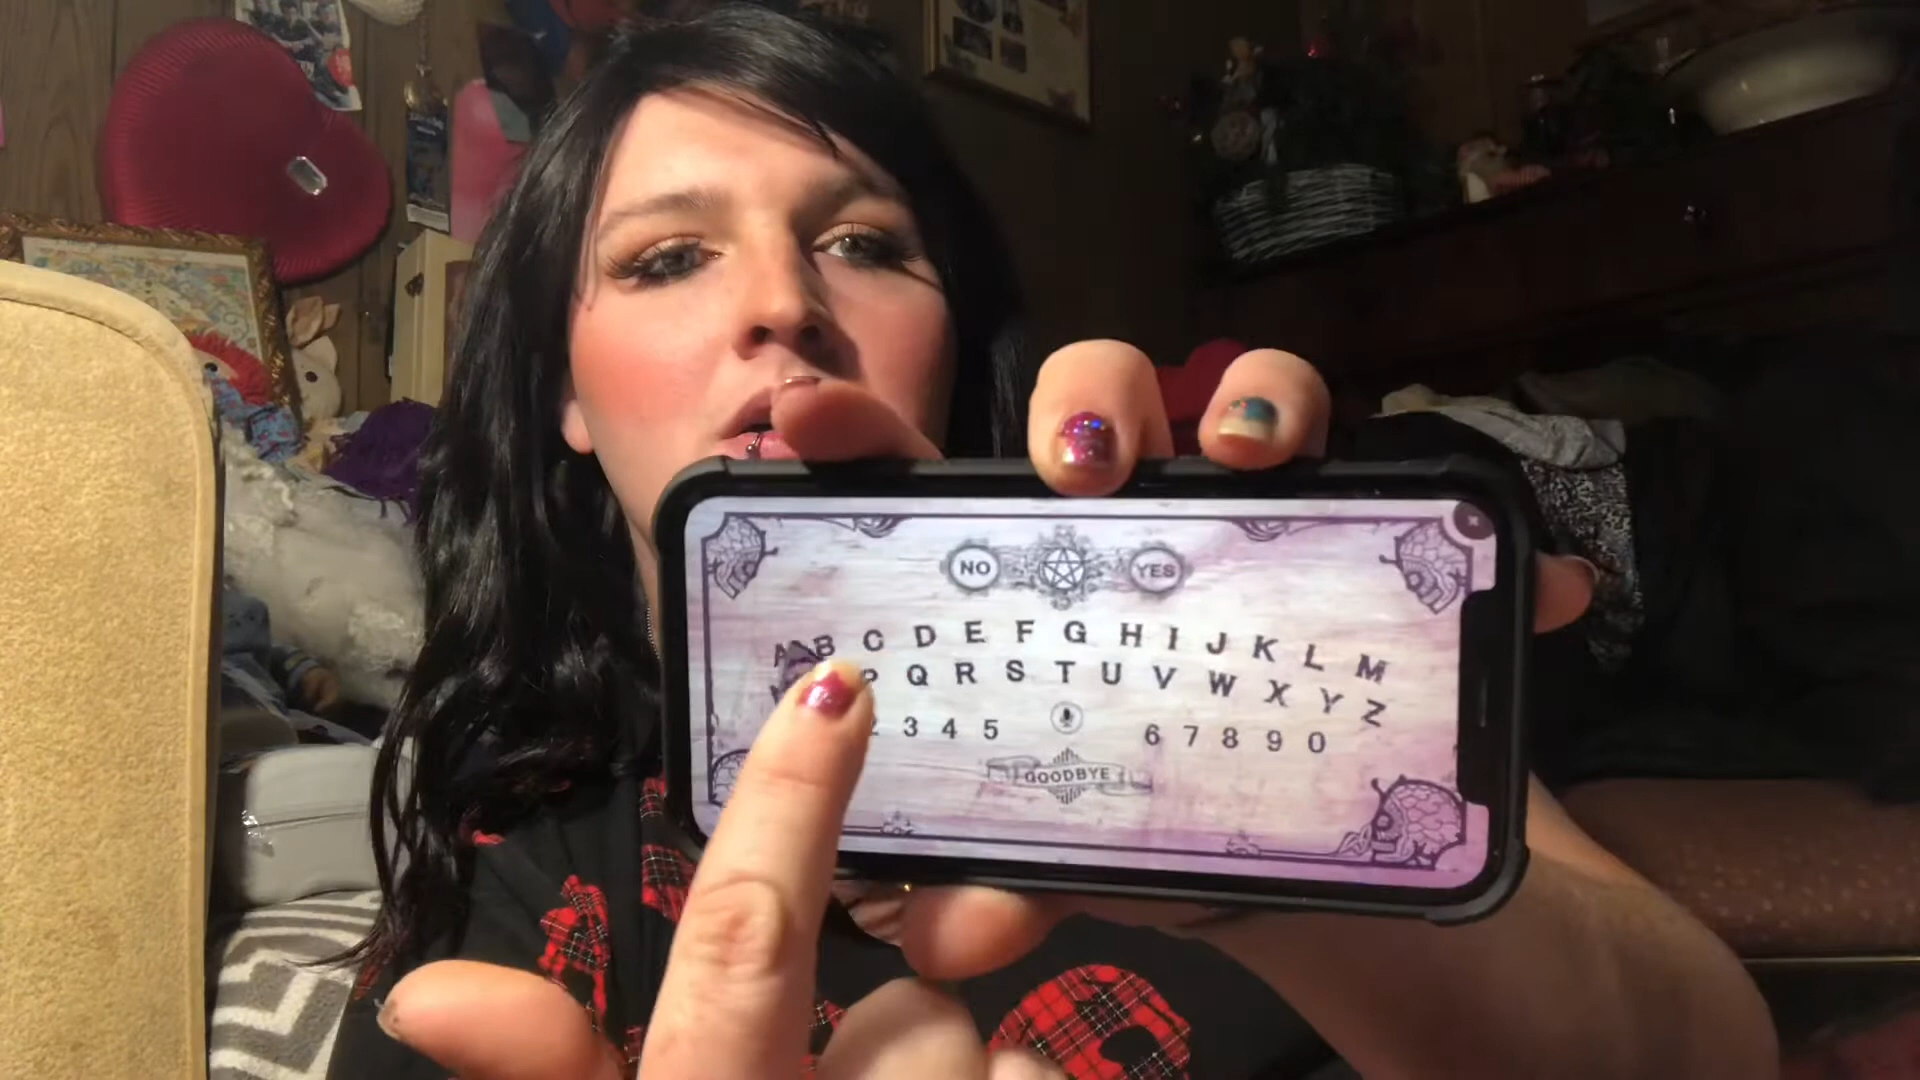 NO YES
A B C D E F G H I J K L M
P Q R S T U V W X Y Z
2 3 4 5 6 7 8 9 0
GOODBYE